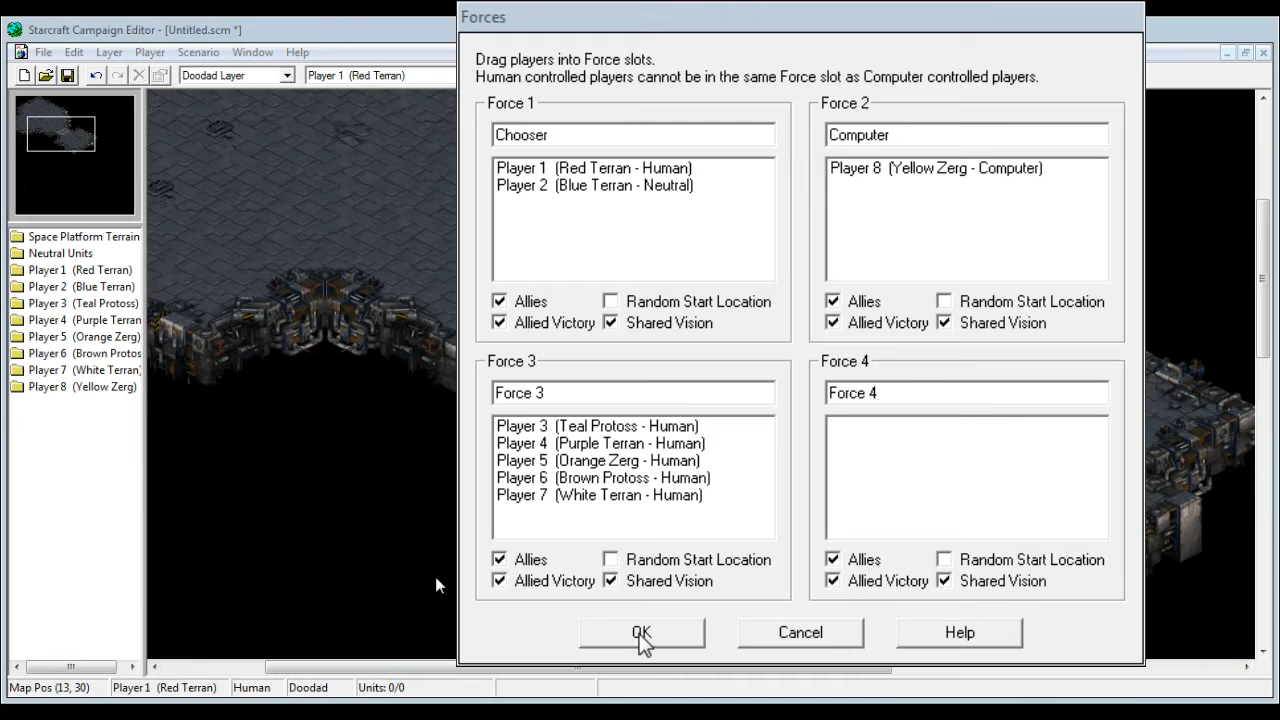 Starcraft Campaign Editor - [Untitled.scm *]
File Edit Layer Player Scenario Window Help
Doodad Layer
Player 1 (Red Terran)
Space Platform Terrain
Neutral Units
Player 1 (Red Terran)
Player 2 (Blue Terran)
Player 3 (Teal Protoss)
Player 4 (Purple Terran
Player 5 (Orange Zerg)
Player 6 (Brown Protos
Player 7 (White Terran)
Player 8 (Yellow Zerg)
Forces
Drag players into Force slots.
Human controlled players cannot be in the same Force slot as Computer controlled players.
Force 1
Chooser
Player 1 (Red Terran - Human)
Player 2 (Blue Terran - Neutral)
Allies Random Start Location
Allied Victory Shared Vision
Force 2
Computer
Player 8 (Yellow Zerg - Computer)
Allies Random Start Location
Allied Victory Shared Vision
Force 3
Force 3
Player 3 (Teal Protoss - Human)
Player 4 (Purple Terran - Human)
Player 5 (Orange Zerg - Human)
Player 6 (Brown Protoss - Human)
Player 7 (White Terran - Human)
Allies Random Start Location
Allied Victory Shared Vision
Force 4
Force 4
Allies Random Start Location
Allied Victory Shared Vision
OK Cancel Help
Map Pos (13, 30) Player 1 (Red Terran) Human Doodad Units: 0/0